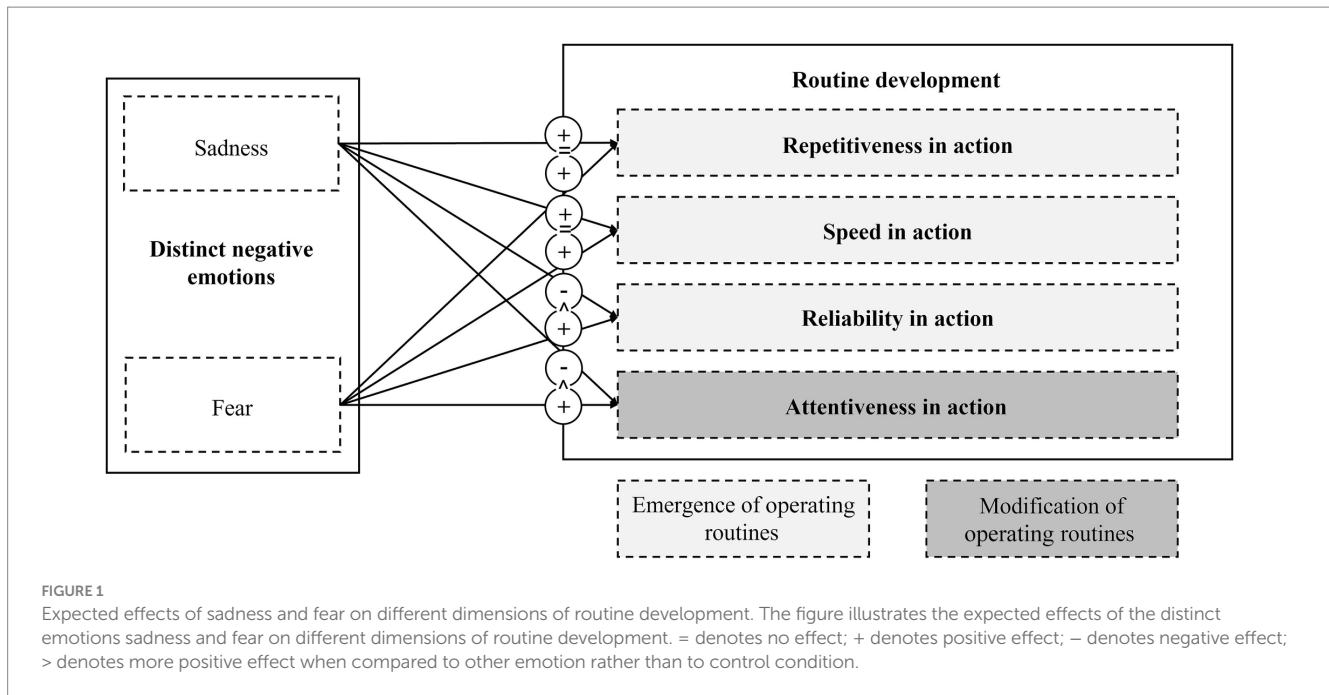 Routine development
Sadness
Distinct negative
emotions
Fear
+
=
+
+
=
+
-
^
+
-
^
+
Repetitiveness in action
Speed in action
Reliability in action
Attentiveness in action
Emergence of operating
routines
Modification of
operating routines
FIGURE 1
Expected effects of sadness and fear on different dimensions of routine development. The figure illustrates the expected effects of the distinct
emotions sadness and fear on different dimensions of routine development. = denotes no effect; + denotes positive effect; − denotes negative effect;
> denotes more positive effect when compared to other emotion rather than to control condition.